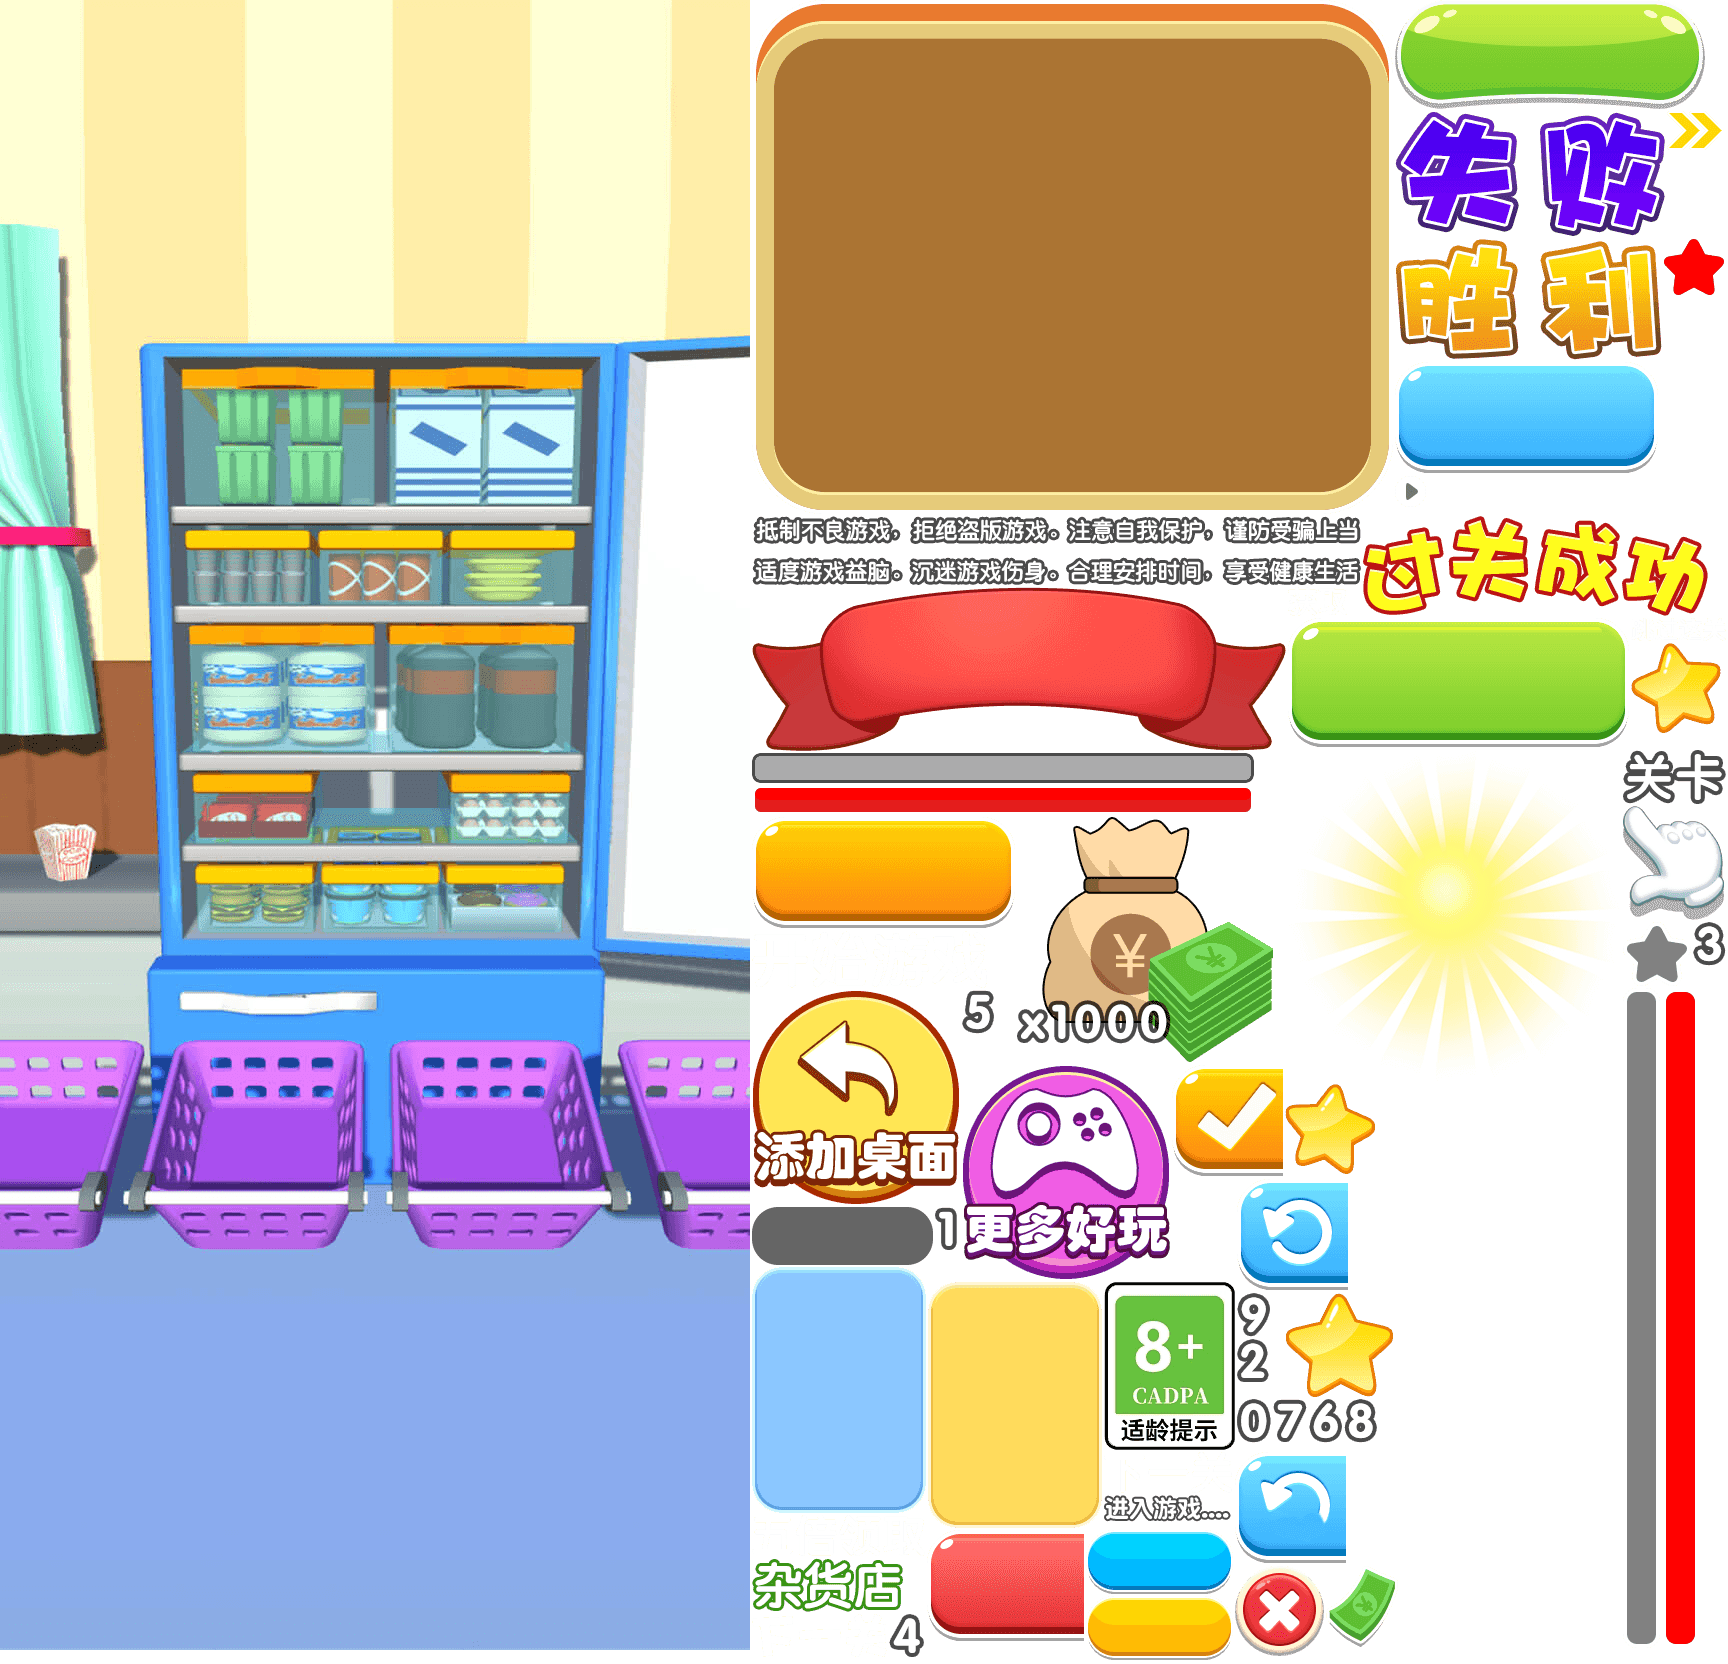 失败
胜利
抵制不良游戏，拒绝盗版游戏。注意自我保护，谨防受骗上当
适度游戏益脑。沉迷游戏伤身。合理安排时间，享受健康生活
过关成功
关卡
¥
3
5
x1000
添加桌面
1
更多好玩
8+
CADPA
适龄提示
9
2
0768
进入游戏....
杂货店
4